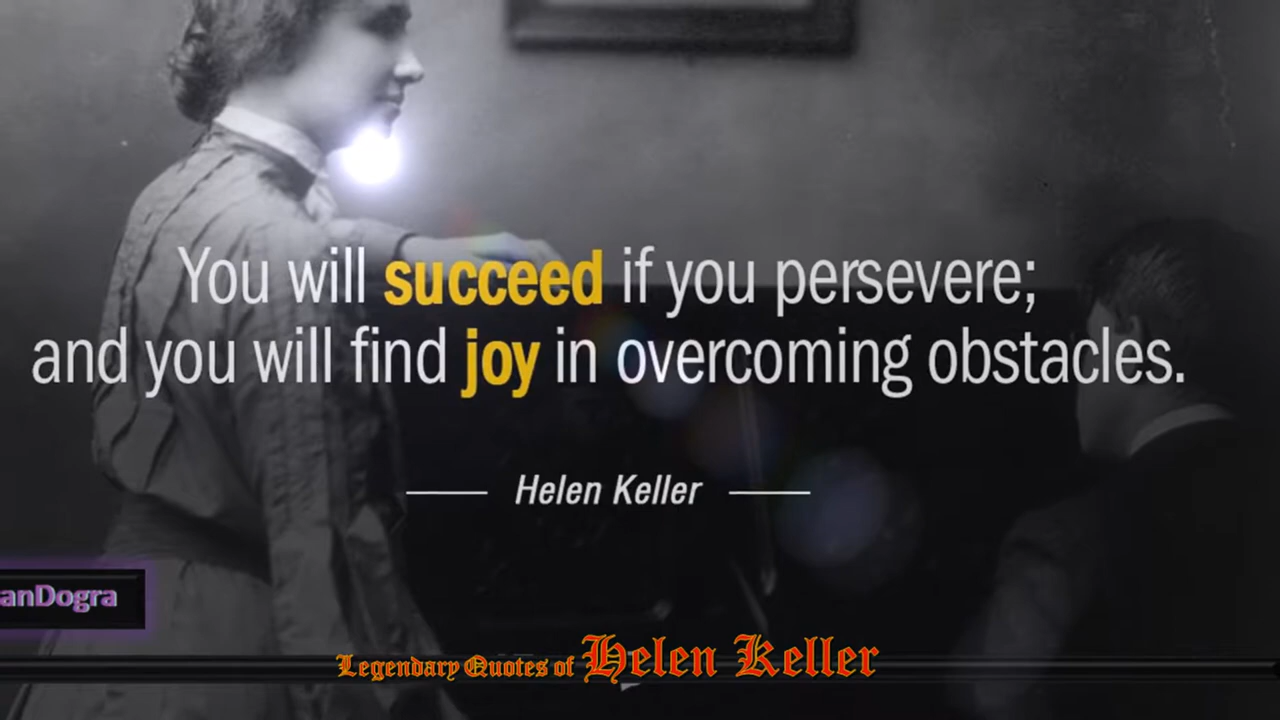 You will succeed if you persevere;
and you will find joy in overcoming obstacles.
Helen Keller
anDogra
Legendary Quotes of Helen Keller